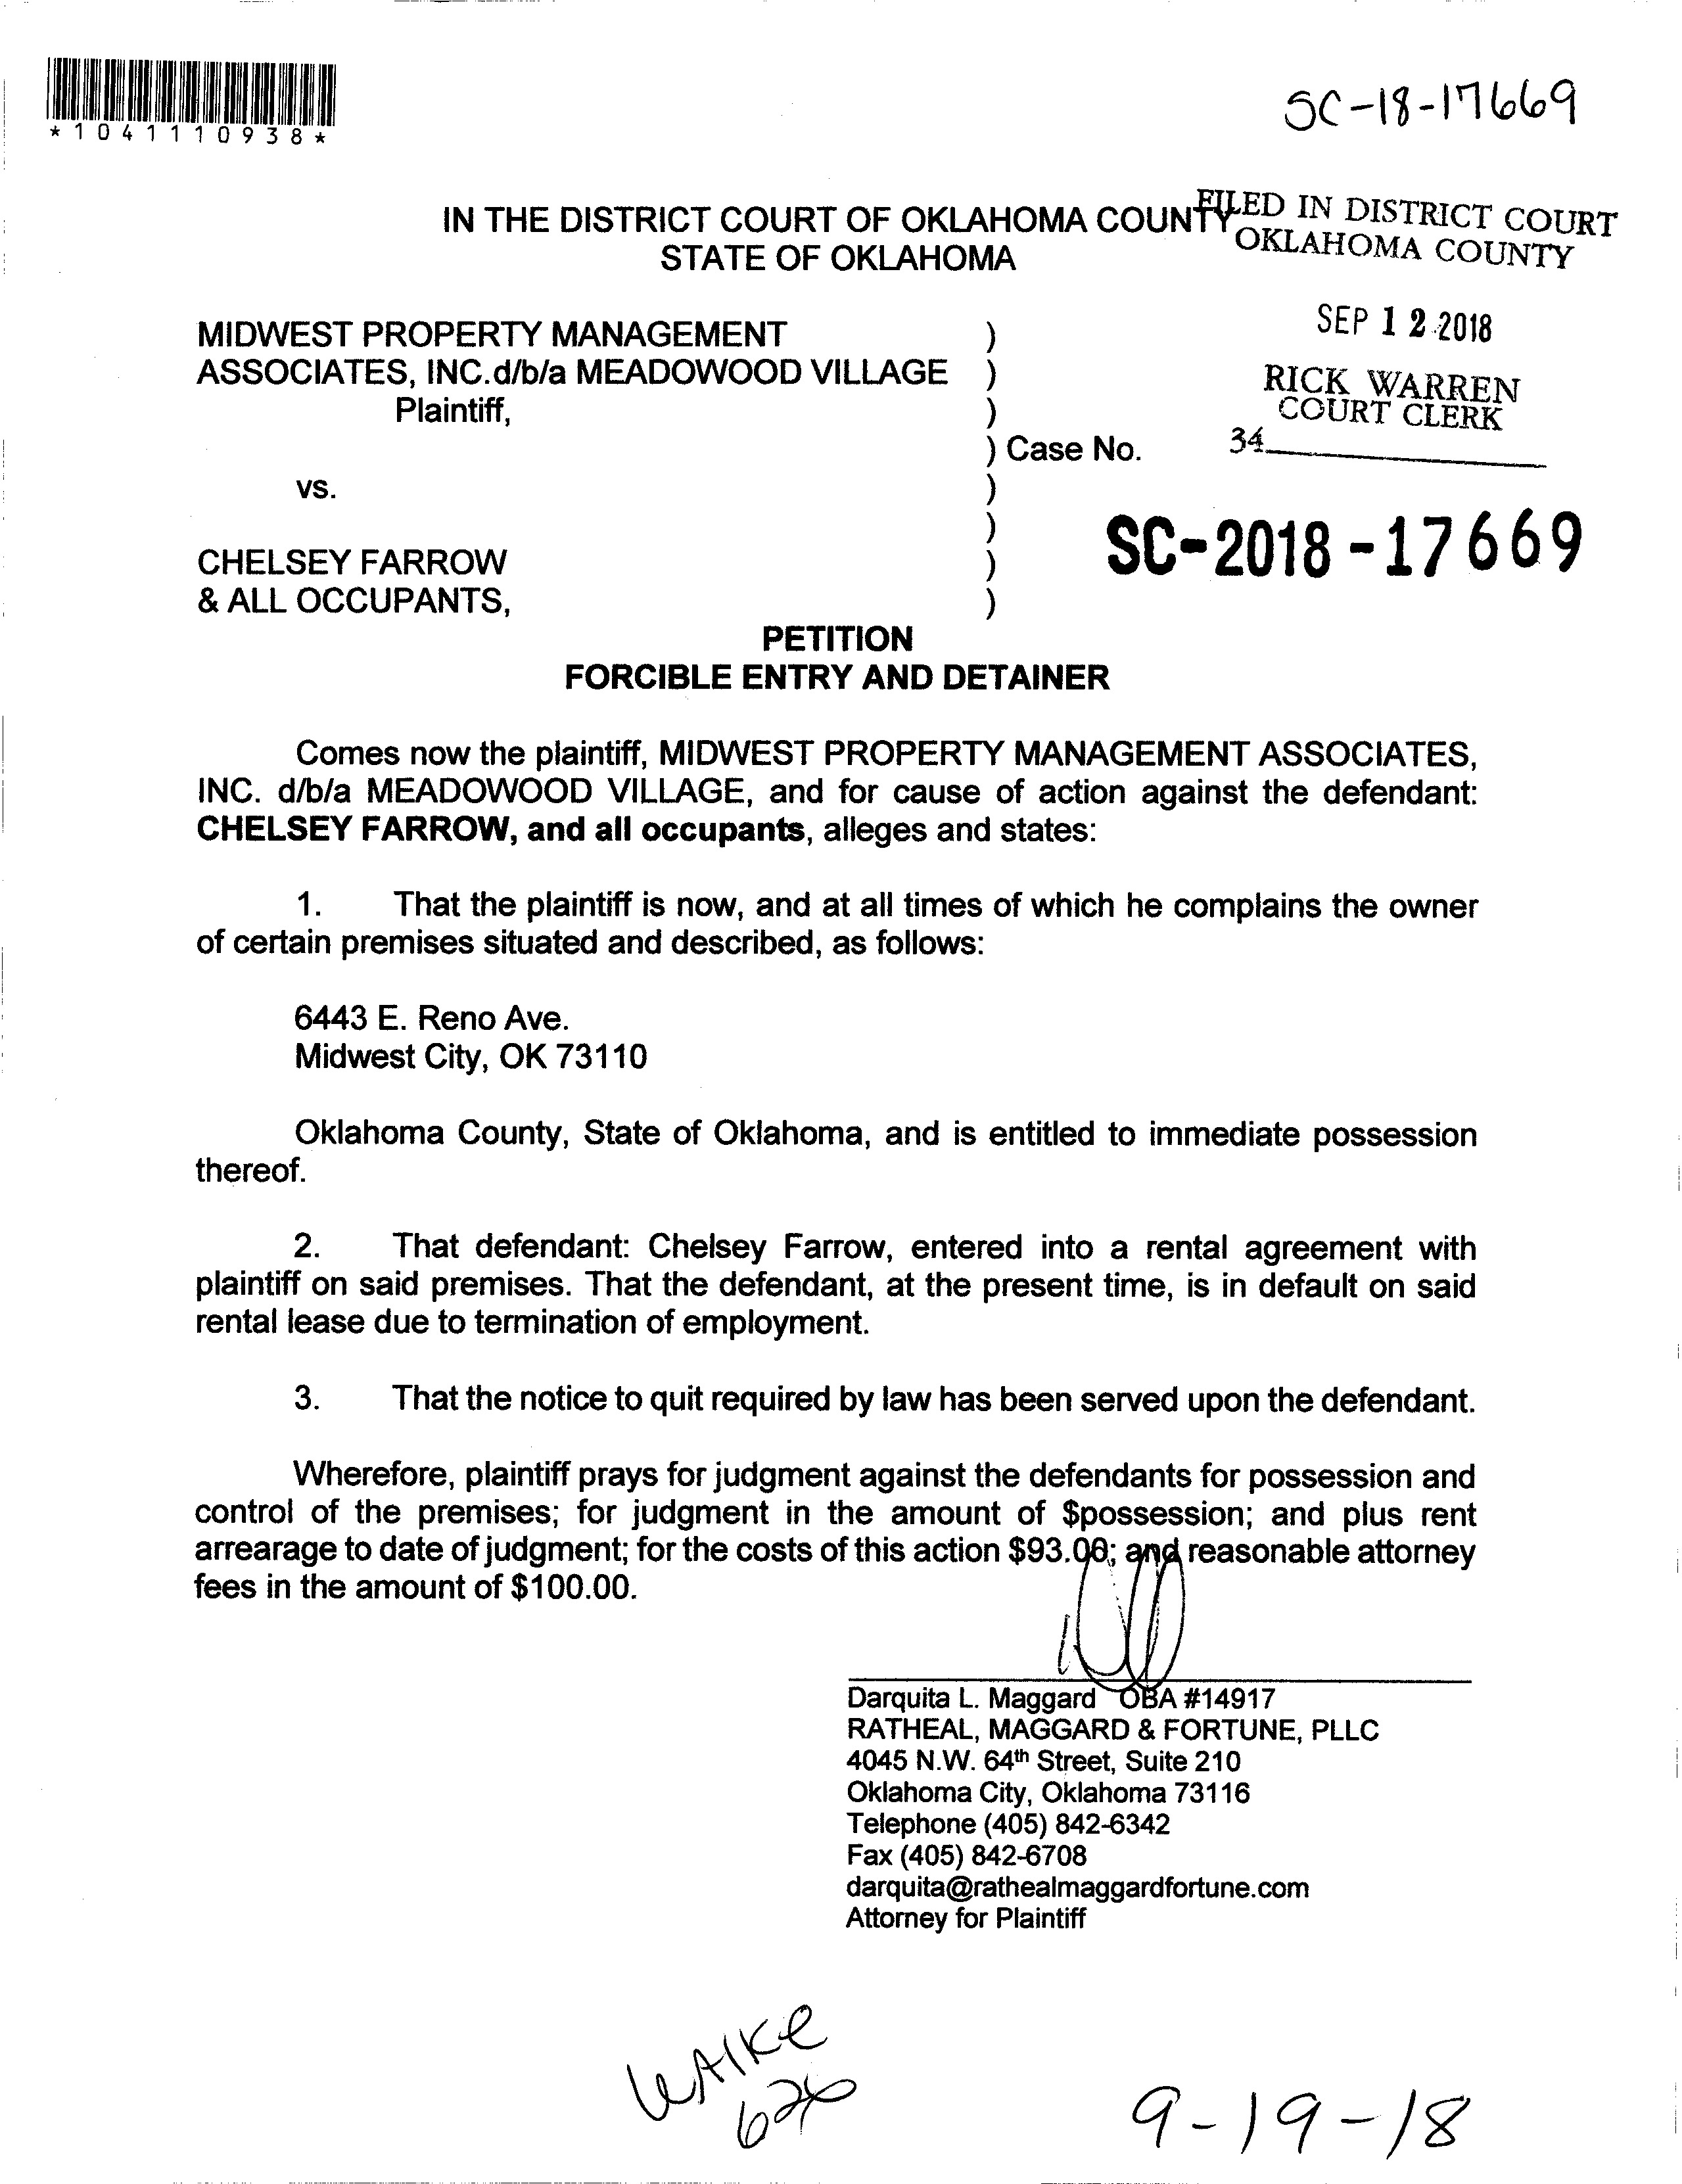 *1041110938*
SC-18-17669
IN THE DISTRICT COURT OF OKLAHOMA COUNTY
STATE OF OKLAHOMA
FILED IN DISTRICT COURT
OKLAHOMA COUNTY
SEP 12 2018
RICK WARREN
COURT CLERK
34
MIDWEST PROPERTY MANAGEMENT )
ASSOCIATES, INC.d/b/a MEADOWOOD VILLAGE )
Plaintiff, )
) Case No.
vs. )
)
SC-2018-17669
CHELSEY FARROW )
& ALL OCCUPANTS, )
PETITION
FORCIBLE ENTRY AND DETAINER
Comes now the plaintiff, MIDWEST PROPERTY MANAGEMENT ASSOCIATES,
INC. d/b/a MEADOWOOD VILLAGE, and for cause of action against the defendant:
CHELSEY FARROW, and all occupants, alleges and states:
1. That the plaintiff is now, and at all times of which he complains the owner
of certain premises situated and described, as follows:
6443 E. Reno Ave.
Midwest City, OK 73110
Oklahoma County, State of Oklahoma, and is entitled to immediate possession
thereof.
2. That defendant: Chelsey Farrow, entered into a rental agreement with
plaintiff on said premises. That the defendant, at the present time, is in default on said
rental lease due to termination of employment.
3. That the notice to quit required by law has been served upon the defendant.
Wherefore, plaintiff prays for judgment against the defendants for possession and
control of the premises; for judgment in the amount of $possession; and plus rent
arrearage to date of judgment; for the costs of this action $93.00; and reasonable attorney
fees in the amount of $100.00.
Darquita L. Maggard OBA #14917
RATHEAL, MAGGARD & FORTUNE, PLLC
4045 N.W. 64th Street, Suite 210
Oklahoma City, Oklahoma 73116
Telephone (405) 842-6342
Fax (405) 842-6708
darquita@rathealmaggardfortune.com
Attorney for Plaintiff
9-19-18